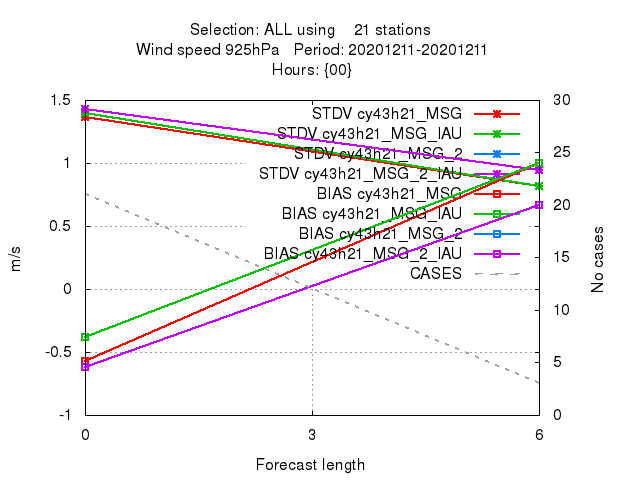 Selection: ALL using 21 stations
Wind speed 925hPa Period: 20201211-20201211
Hours: {00}
1.5
1
0.5
0
-0.5
-1
m/s
30
25
20
15
10
5
0
No cases
STDV cy43h21_MSG
STDV cy43h21_MSG_IAU
STDV cy43h21_MSG_2
STDV cy43h21_MSG_2_IAU
BIAS cy43h21_MSG
BIAS cy43h21_MSG_IAU
BIAS cy43h21_MSG_2
BIAS cy43h21_MSG_2_IAU
CASES
0 3 6
Forecast length